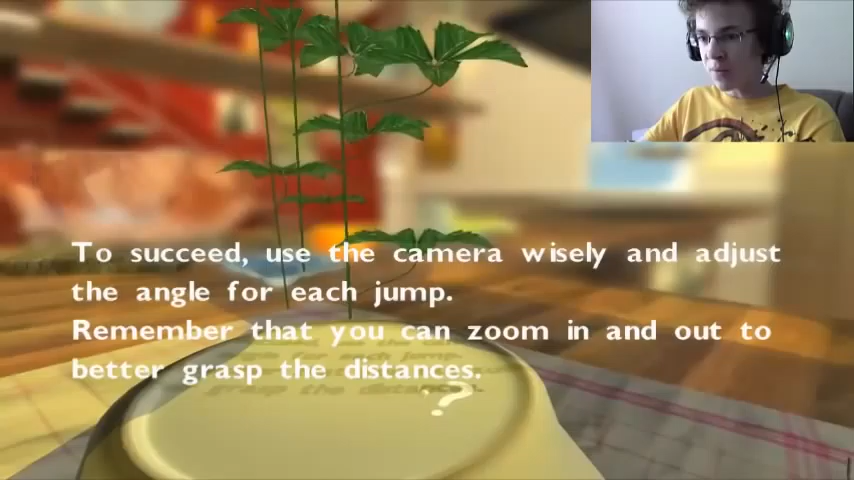 To succeed, use the camera wisely and adjust
the angle for each jump.
Remember that you can zoom in and out to
better grasp the distances.
?